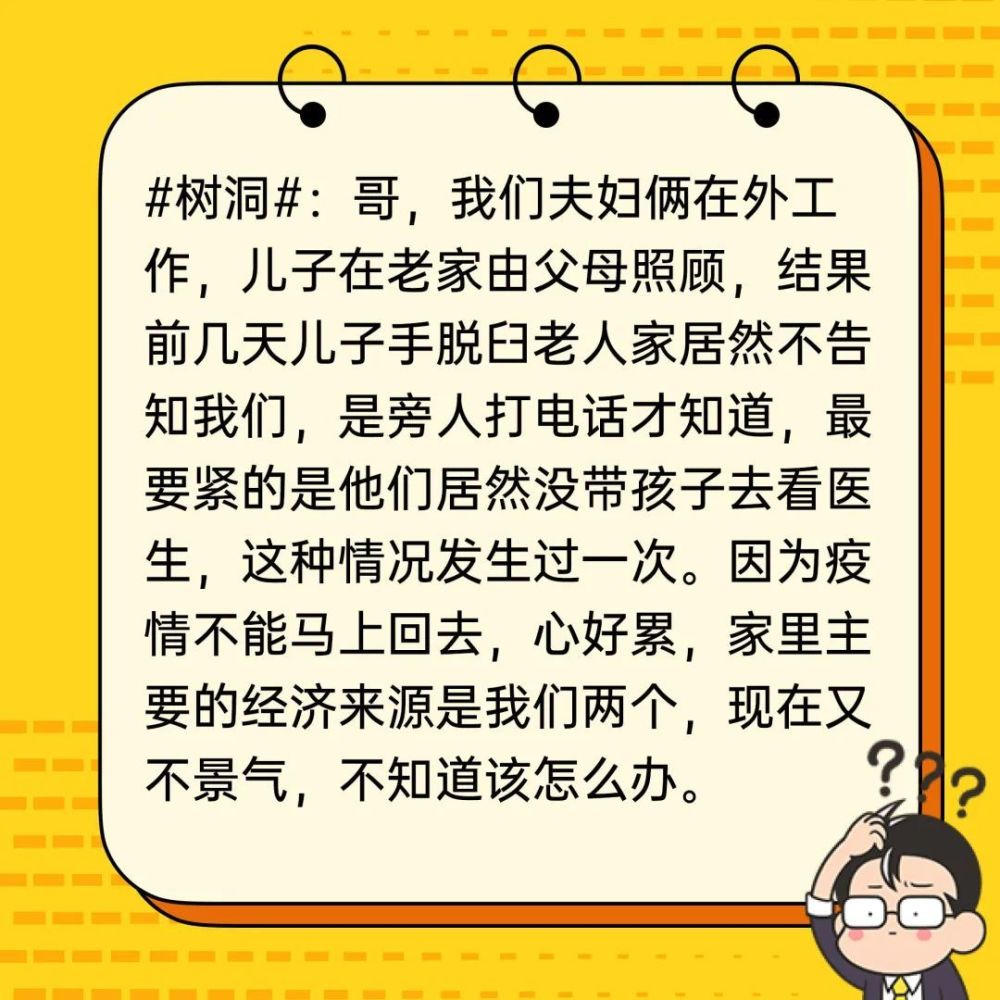 #树洞#：哥，我们夫妇俩在外工
作，儿子在老家由父母照顾，结果
前几天儿子手脱臼老人家居然不告
知我们，是旁人打电话才知道，最
要紧的是他们居然没带孩子去看医
生，这种情况发生过一次。因为疫
情不能马上回去，心好累，家里主
要的经济来源是我们两个，现在又
不景气，不知道该怎么办。
???